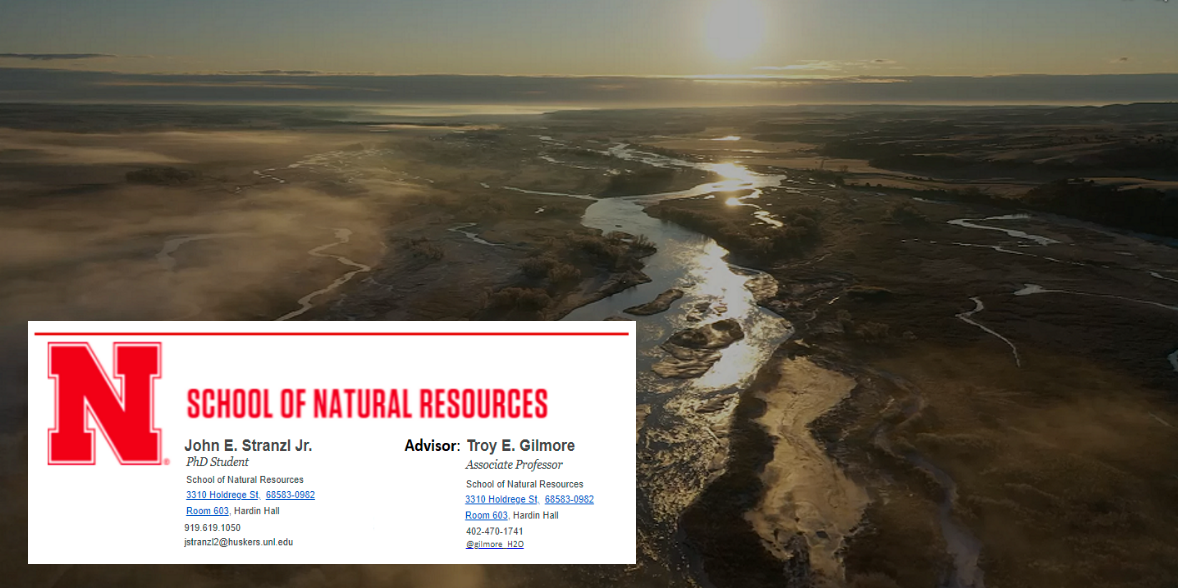 N
SCHOOL OF NATURAL RESOURCES
John E. Stranzl Jr.
PhD Student
School of Natural Resources
3310 Holdrege St, 68583-0982
Room 603, Hardin Hall
919.619.1050
jstranzl2@huskers.unl.edu
Advisor: Troy E. Gilmore
Associate Professor
School of Natural Resources
3310 Holdrege St, 68583-0982
Room 603, Hardin Hall
402-470-1741
@gilmore_H2O